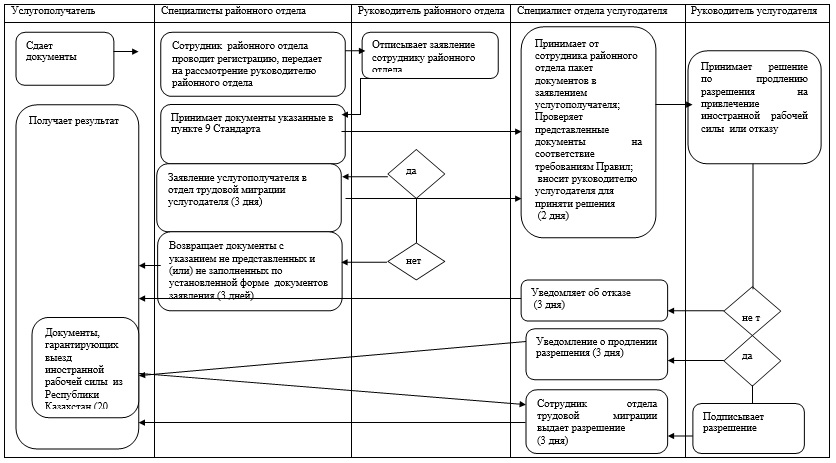 Услугополучатель
Специалисты районного отдела
Руководитель районного отдела
Специалист отдела услугодателя
Руководитель услугодателя
Сдает
документы
Сотрудник районного отдела
проводит регистрацию, передает
на рассмотрение руководителю
районного отдела
Отписывает заявление
сотруднику районного
отдела
Принимает от
сотрудника районного
отдела пакет
документов в
заявлением
услугополучателя;
Проверяет
представленные
документы на
соответствие
требованиям Правил;
вносит руководителю
услугодателя для
приняти решения
(2 дня)
Принимает решение
по продлению
разрешения на
привлечение
иностранной рабочей
силы или отказу
Получает результат
Принимает документы указанные в
пункте 9 Стандарта
Заявление услугополучателя в
отдел трудовой миграции
услугодателя (3 дня)
да
Возвращает документы с
указанием не представленных и
(или) не заполненных по
установленной форме документов
заявления (3 дней)
нет
Уведомляет об отказе
(3 дня)
не т
Документы,
гарантирующих
выезд
иностранной
рабочей силы из
Республики
Казахстан (20
Уведомление о продлении
разрешения (3 дня)
да
Сотрудник отдела
трудовой миграции
выдает разрешение
(3 дня)
Подписывает
разрешение